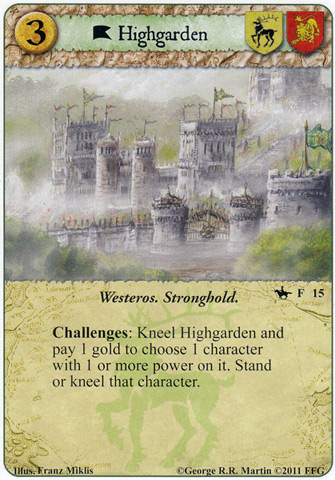 3
Highgarden
Westeros. Stronghold.
F 15
Challenges: Kneel Highgarden and
pay 1 gold to choose 1 character
with 1 or more power on it. Stand
or kneel that character.
Illus. Franz Miklis
©George R.R. Martin ©2011 FFG